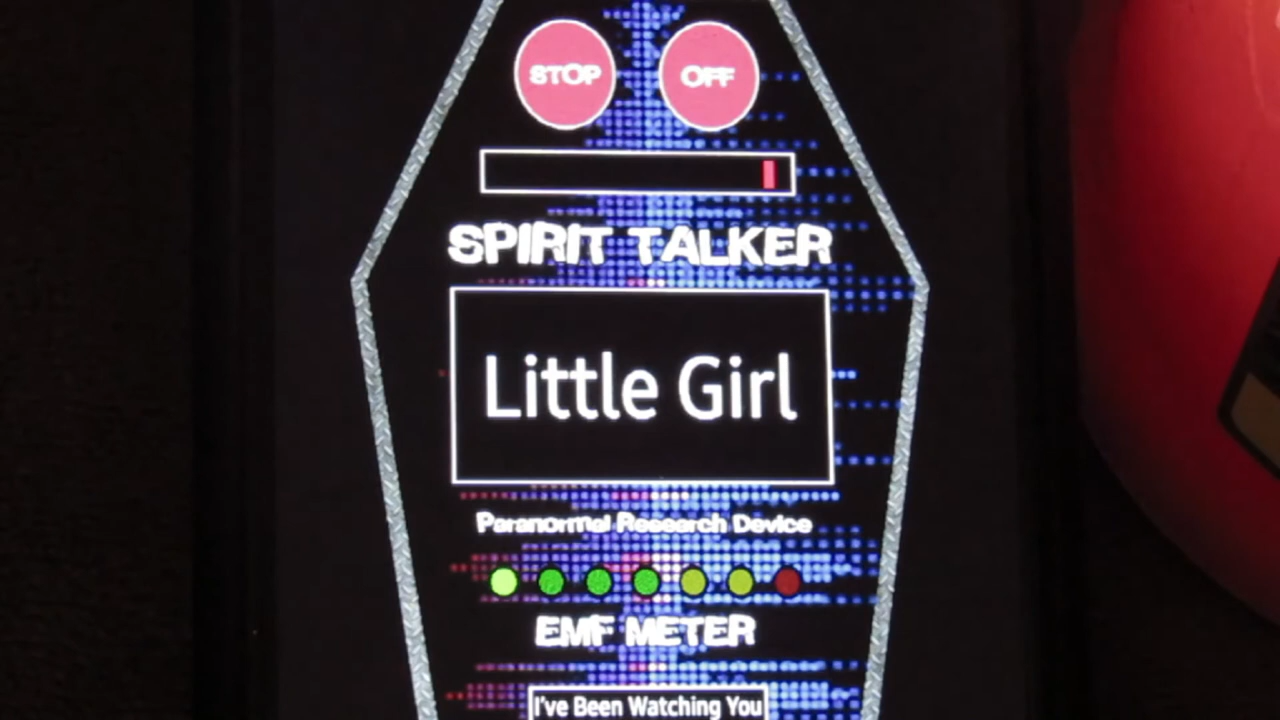 STOP OFF
SPIRIT TALKER
Little Girl
Paranormal Research Device
EMF METER
I've Been Watching You